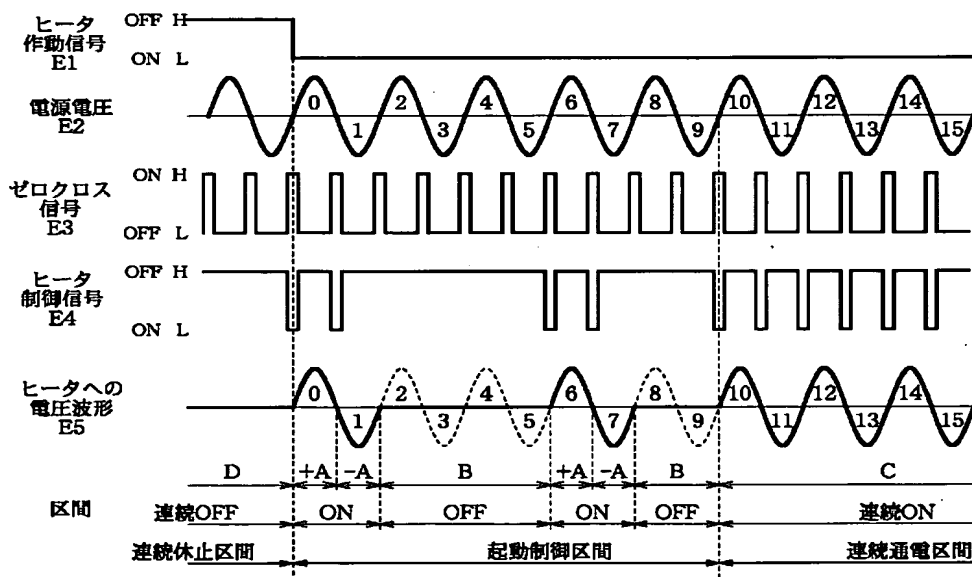 ヒータ
作動信号
E1
OFF H
ON L
電源電圧
E2
0 2 4 6 8 10 12 14
1 3 5 7 9 11 13 15
ゼロクロス
信号
E3
ON H
OFF L
ヒータ
制御信号
E4
OFF H
ON L
ヒータへの
電圧波形
E5
0 2 4 6 8 10 12 14
1 3 5 7 9 11 13 15
D +A -A B +A -A B C
区間
連続OFF ON OFF ON OFF 連続ON
連続休止区間 起動制御区間 連続通電区間